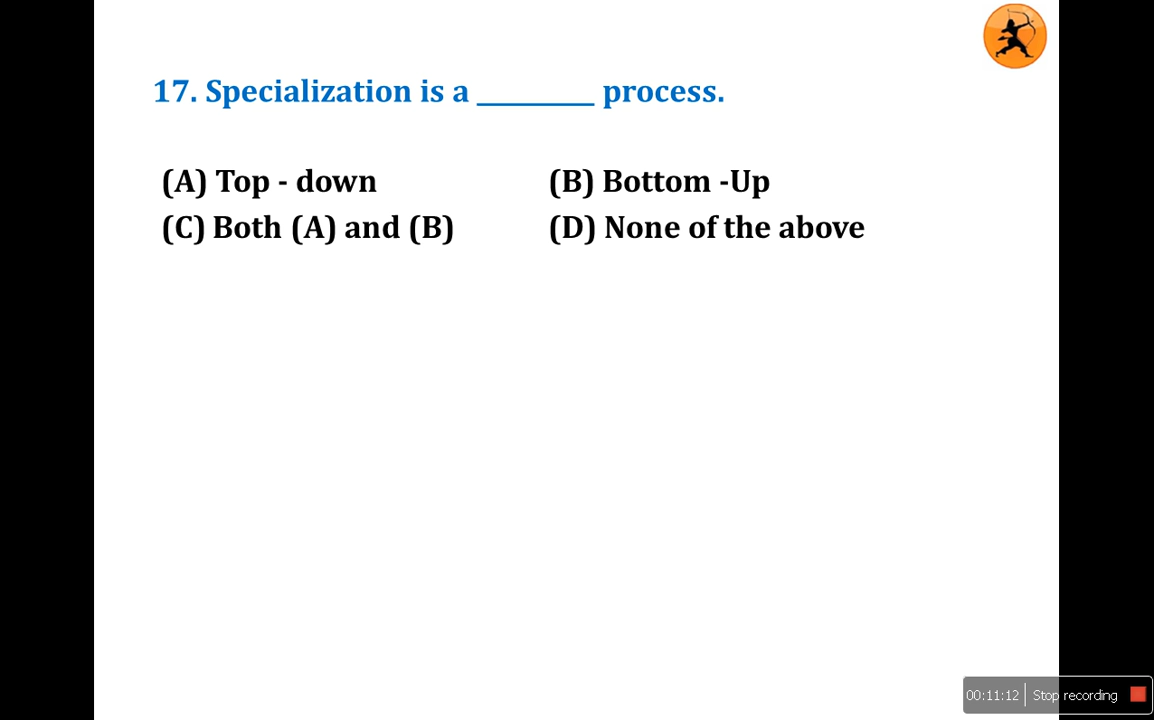 17. Specialization is a ________ process.
(A) Top - down (B) Bottom -Up
(C) Both (A) and (B) (D) None of the above
00:11:12 Stop recording